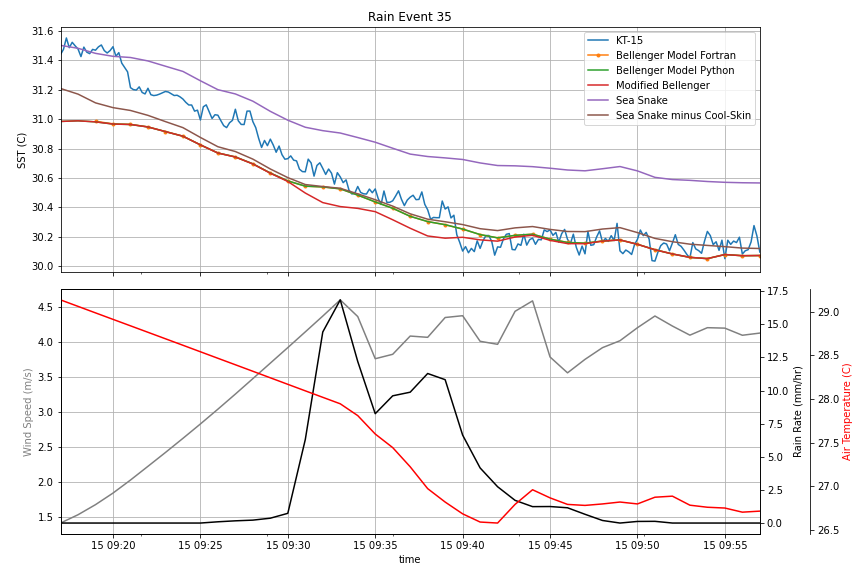 Rain Event 35
SST (C)
31.6
31.4
31.2
31.0
30.8
30.6
30.4
30.2
30.0
KT-15
Bellenger Model Fortran
Bellenger Model Python
Modified Bellenger
Sea Snake
Sea Snake minus Cool-Skin
Wind Speed (m/s)
4.5
4.0
3.5
3.0
2.5
2.0
1.5
17.5
15.0
12.5
10.0
7.5
5.0
2.5
0.0
Rain Rate (mm/hr)
29.0
28.5
28.0
27.5
27.0
26.5
Air Temperature (C)
15 09:20 15 09:25 15 09:30 15 09:35 15 09:40 15 09:45 15 09:50 15 09:55
time